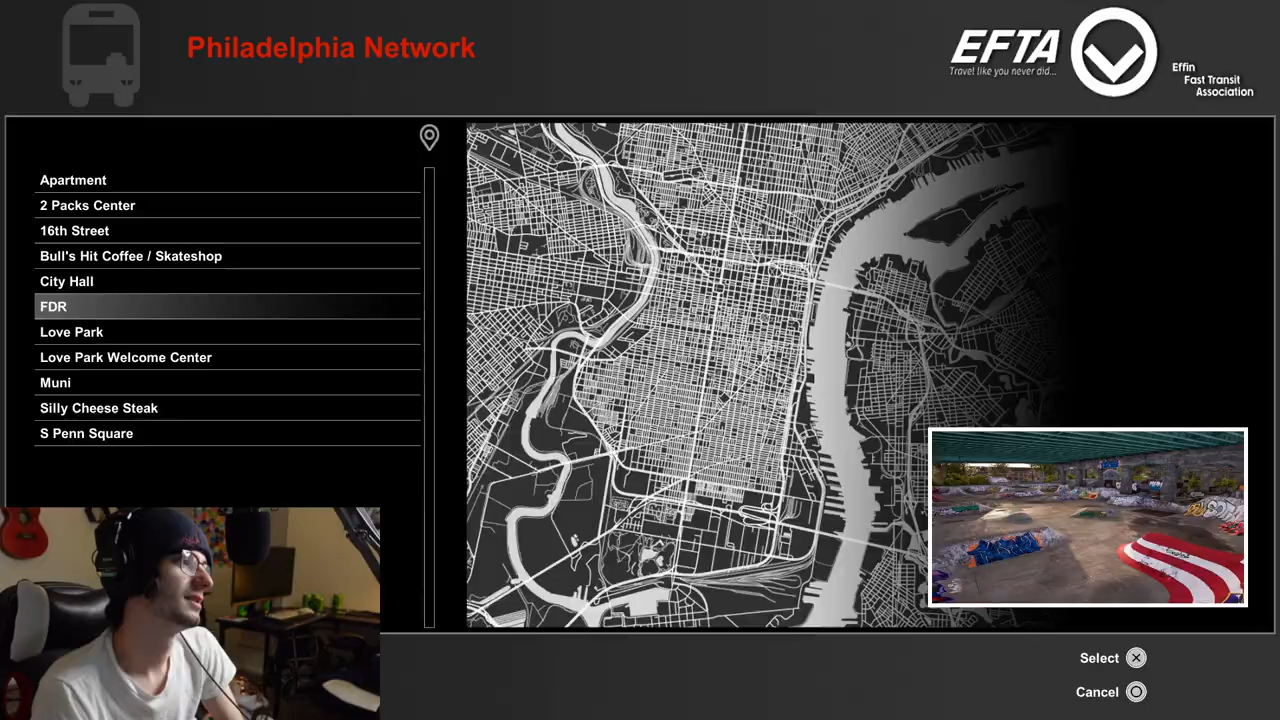 Philadelphia Network
EFTA
Travel like you never did...
Effin
Fast Transit
Association
Apartment
2 Packs Center
16th Street
Bull's Hit Coffee / Skateshop
City Hall
FDR
Love Park
Love Park Welcome Center
Muni
Silly Cheese Steak
S Penn Square
Select
Cancel